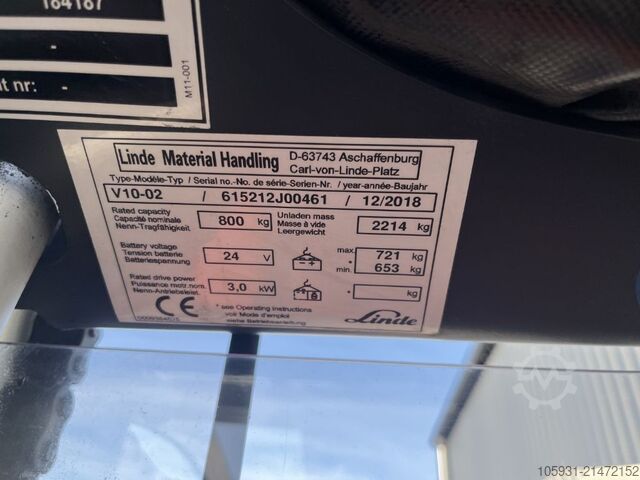 184187
-
nt nr: -
M11-001
Linde Material Handling D-63743 Aschaffenburg
Carl-von-Linde-Platz
Type-Modèle-Typ / Serial no.-No. de série-Serien-Nr. / year-année-Baujahr
V10-02 / 615212J00461 / 12/2018
Rated capacity
Capacité nominale
Nenn-Tragfähigkeit
800 kg
Unladen mass
Masse à vide
Leergewicht
2214 kg
Battery voltage
Tension batterie
Batteriespannung
24 V
- +
max. 721 kg
* min. 653 kg
Rated drive power
Puissance motr.nom.
Nenn-Antriebsleist.
3,0 kW
* kg
CE
* see Operating instructions
voir Mode d'emploi
siehe Betriebsanleitung
Linde
105931-21472152